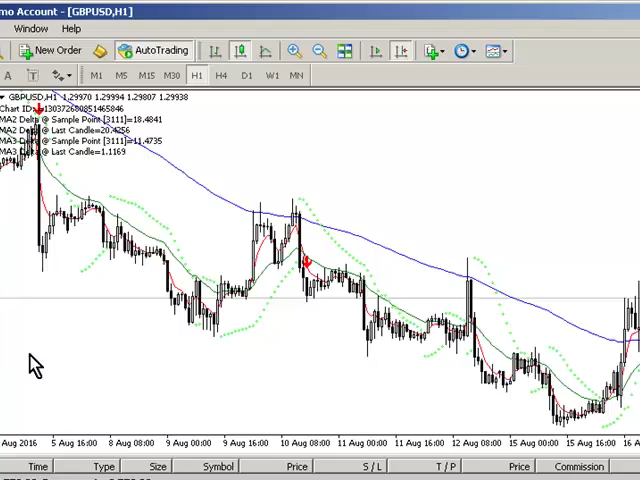 mo Account - [GBPUSD,H1]
Window Help
New Order AutoTrading
A T M1 M5 M15 M30 H1 H4 D1 W1 MN
GBPUSD,H1 1.29970 1.29994 1.29807 1.29938
Chart ID=130372680851465846
MA2 Delta @ Sample Point [3111]=18.4841
MA2 Delta @ Last Candle=20.4256
MA3 Delta @ Sample Point [3111]=11.4735
MA3 Delta @ Last Candle=1.1169
Aug 2016 5 Aug 16:00 8 Aug 08:00 9 Aug 00:00 9 Aug 16:00 10 Aug 08:00 11 Aug 00:00 11 Aug 16:00 12 Aug 08:00 15 Aug 00:00 15 Aug 16:00 16 A
Time Type Size Symbol Price S / L T / P Price Commission